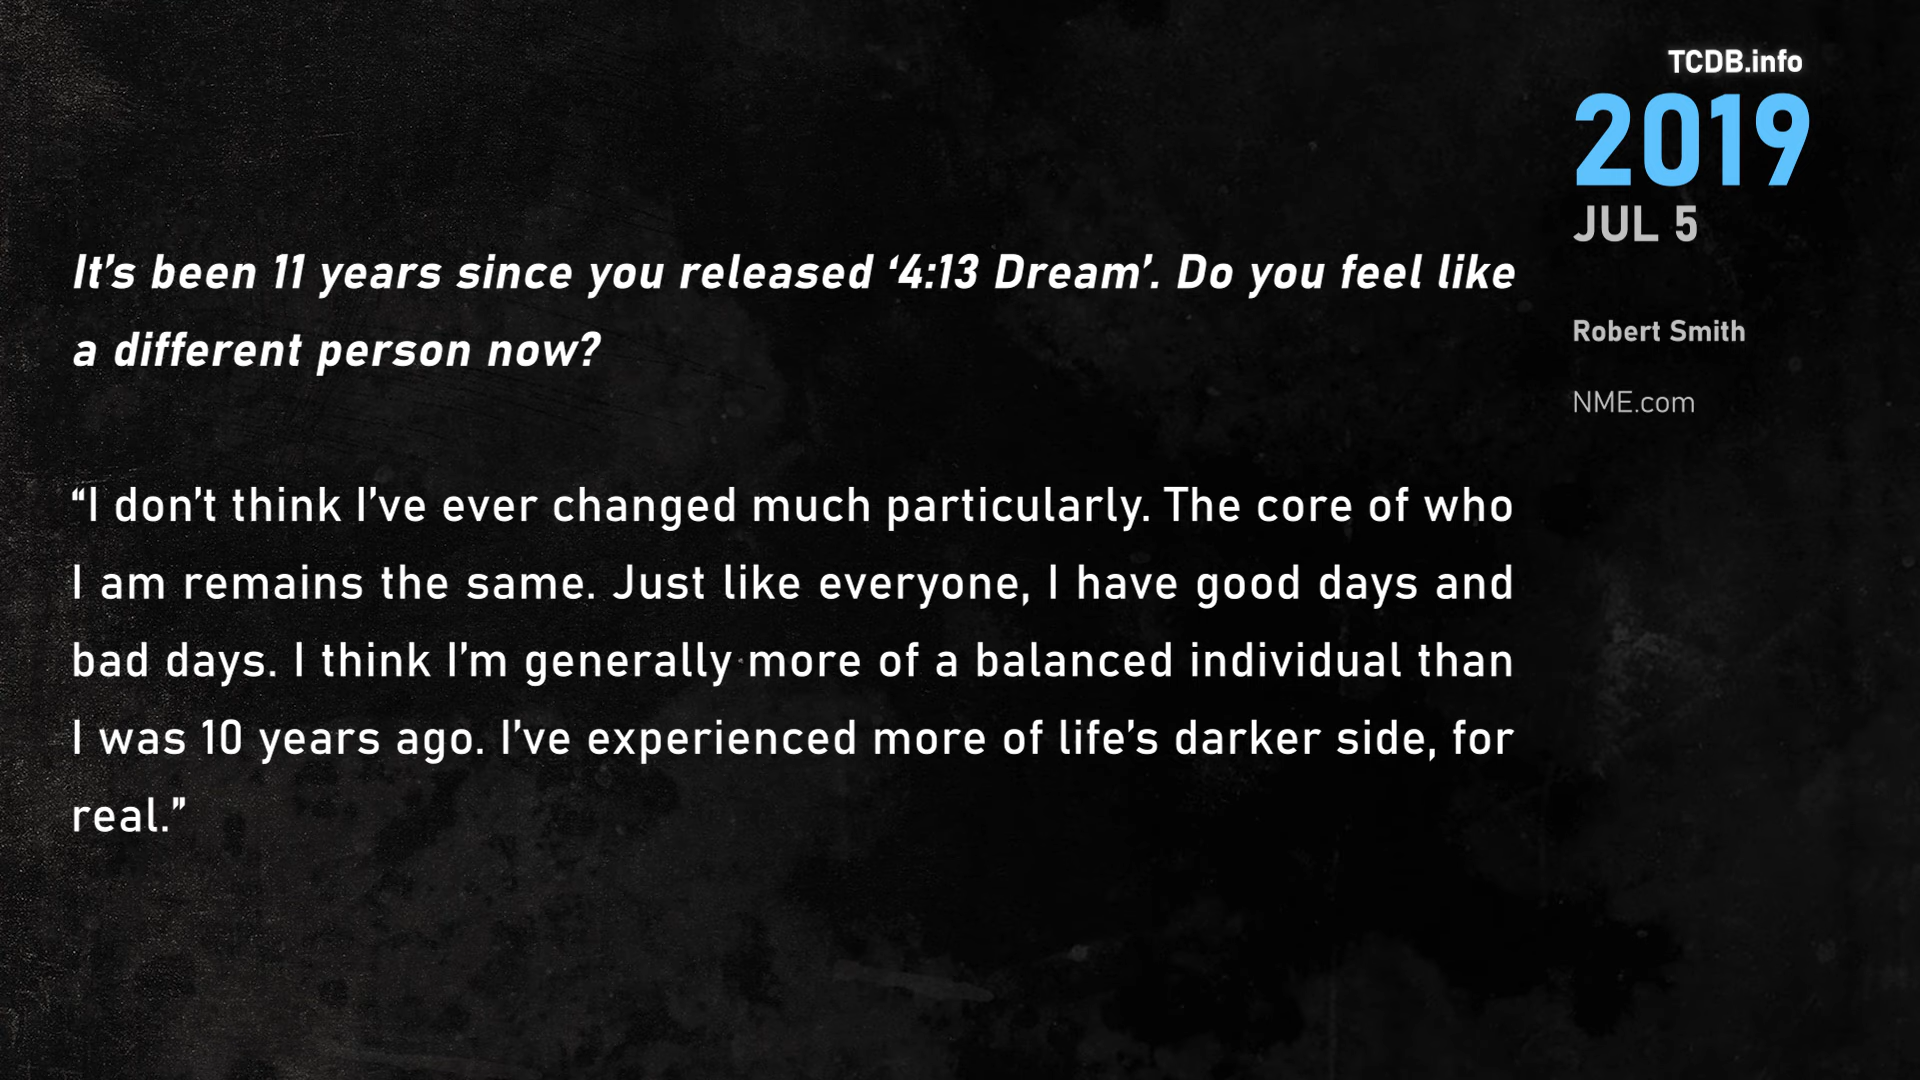 TCDB.info
2019
JUL 5
Robert Smith
NME.com
It’s been 11 years since you released ‘4:13 Dream’. Do you feel like
a different person now?
“I don’t think I’ve ever changed much particularly. The core of who
I am remains the same. Just like everyone, I have good days and
bad days. I think I’m generally more of a balanced individual than
I was 10 years ago. I’ve experienced more of life’s darker side, for
real.”